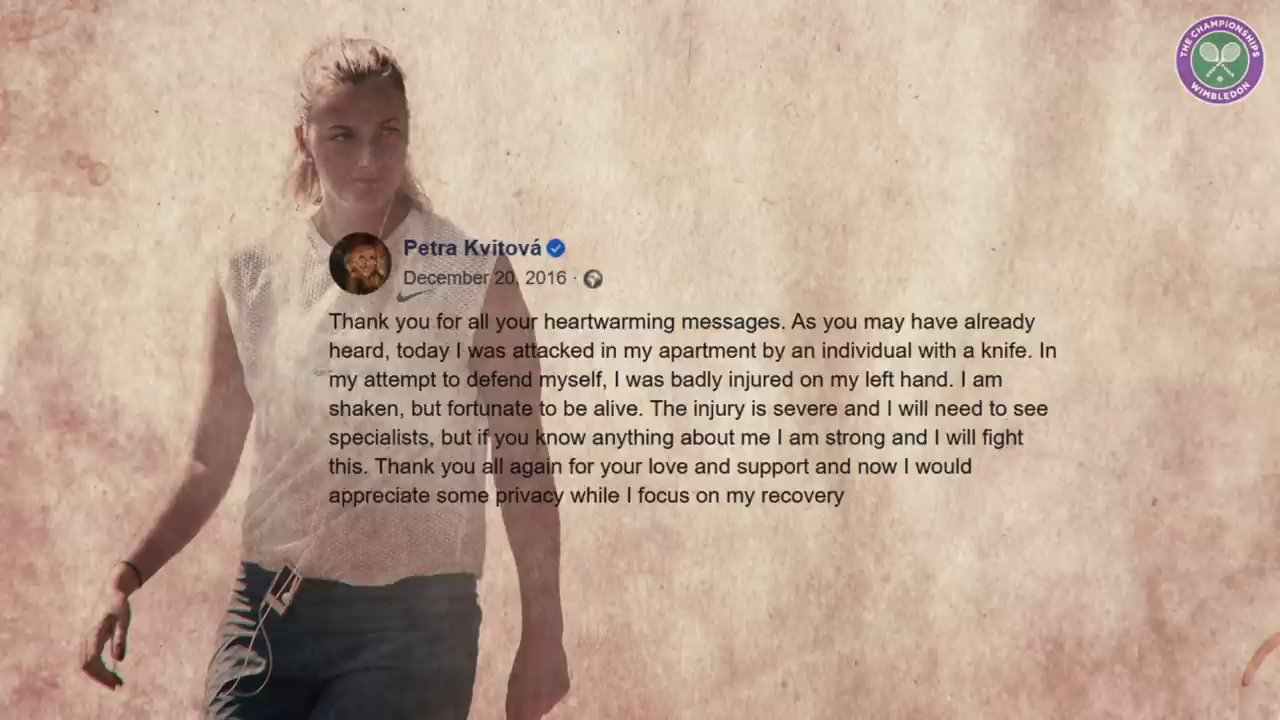 THE CHAMPIONSHIPS
WIMBLEDON
Petra Kvitová
December 20, 2016 ·
Thank you for all your heartwarming messages. As you may have already
heard, today I was attacked in my apartment by an individual with a knife. In
my attempt to defend myself, I was badly injured on my left hand. I am
shaken, but fortunate to be alive. The injury is severe and I will need to see
specialists, but if you know anything about me I am strong and I will fight
this. Thank you all again for your love and support and now I would
appreciate some privacy while I focus on my recovery